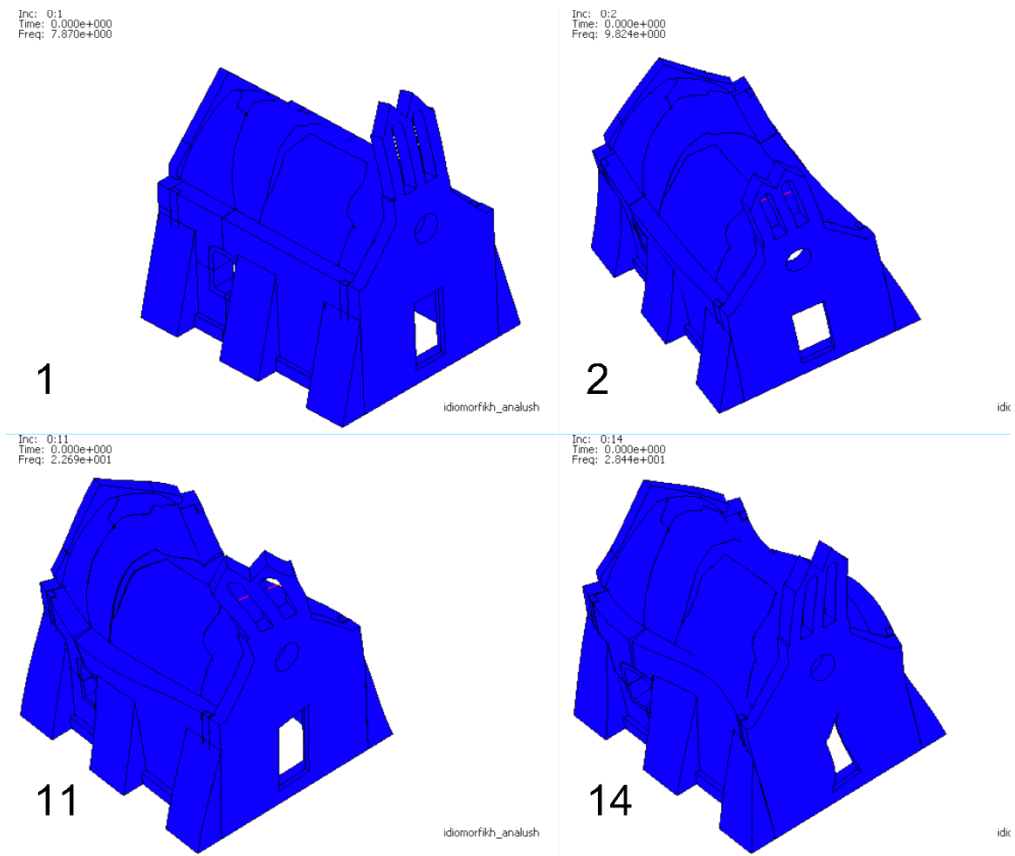 Inc: 0:1
Time: 0.000e+000
Freq: 7.870e+000
1
idiomorfikh_analush
Inc: 0:2
Time: 0.000e+000
Freq: 9.824e+000
2
idi
Inc: 0:11
Time: 0.000e+000
Freq: 2.269e+001
11
idiomorfikh_analush
Inc: 0:14
Time: 0.000e+000
Freq: 2.844e+001
14
idi